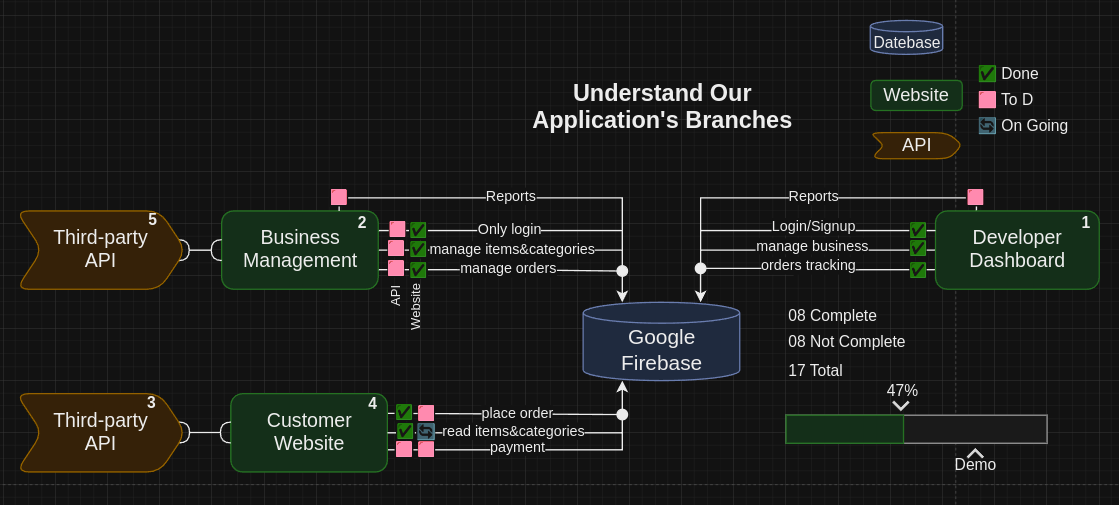 Datebase
Website
API
Done
To D
On Going
Understand Our
Application's Branches
Reports
Reports
5
Third-party
API
2
Business
Management
Only login
manage items&categories
manage orders
API
Website
Login/Signup
manage business
orders tracking
1
Developer
Dashboard
Google
Firebase
08 Complete
08 Not Complete
17 Total
47%
Demo
3
Third-party
API
4
Customer
Website
place order
read items&categories
payment